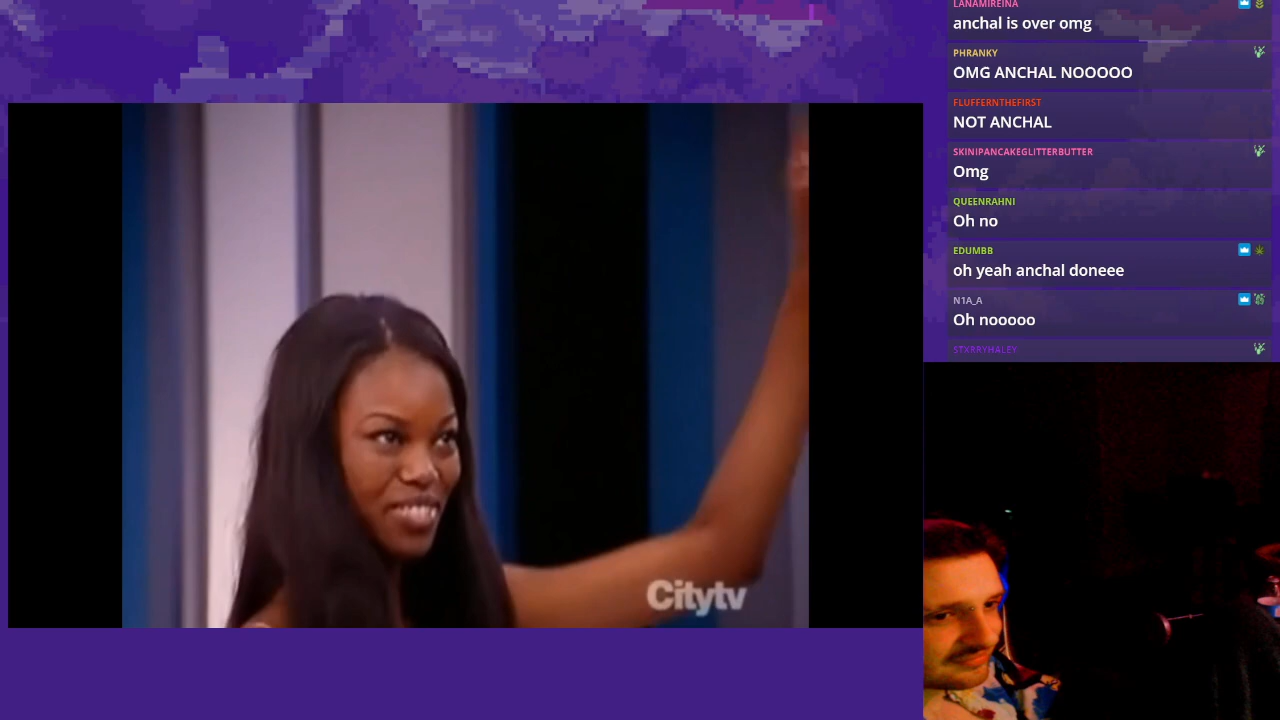 LANAMIREINA
anchal is over omg
PHRANKY
OMG ANCHAL NOOOOO
FLUFFERNTHEFIRST
NOT ANCHAL
SKINIPANCAKEGLITTERBUTTER
Omg
QUEENRAHNI
Oh no
EDUMBB
oh yeah anchal doneee
N1A_A
Oh nooooo
STXRRYHALEY
Citytv